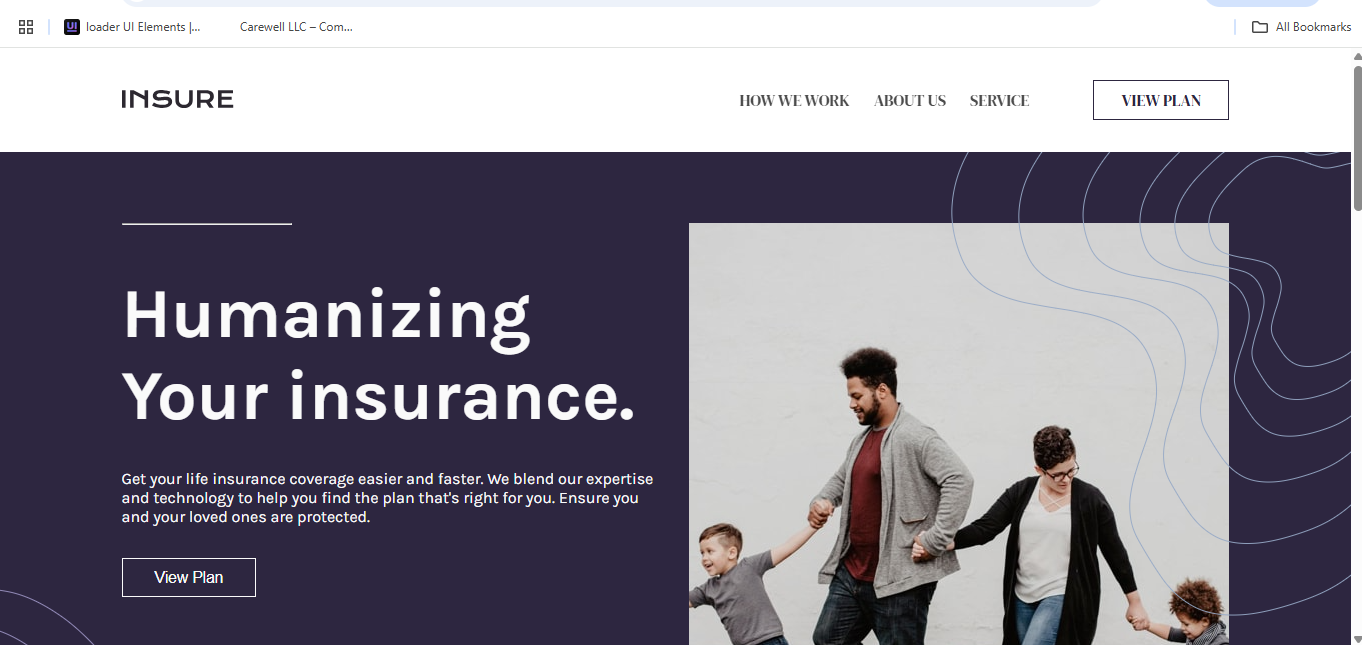 loader UI Elements |...
Carewell LLC – Com...
All Bookmarks
INSURE
HOW WE WORK
ABOUT US
SERVICE
VIEW PLAN
Humanizing
Your insurance.
Get your life insurance coverage easier and faster. We blend our expertise
and technology to help you find the plan that's right for you. Ensure you
and your loved ones are protected.
View Plan